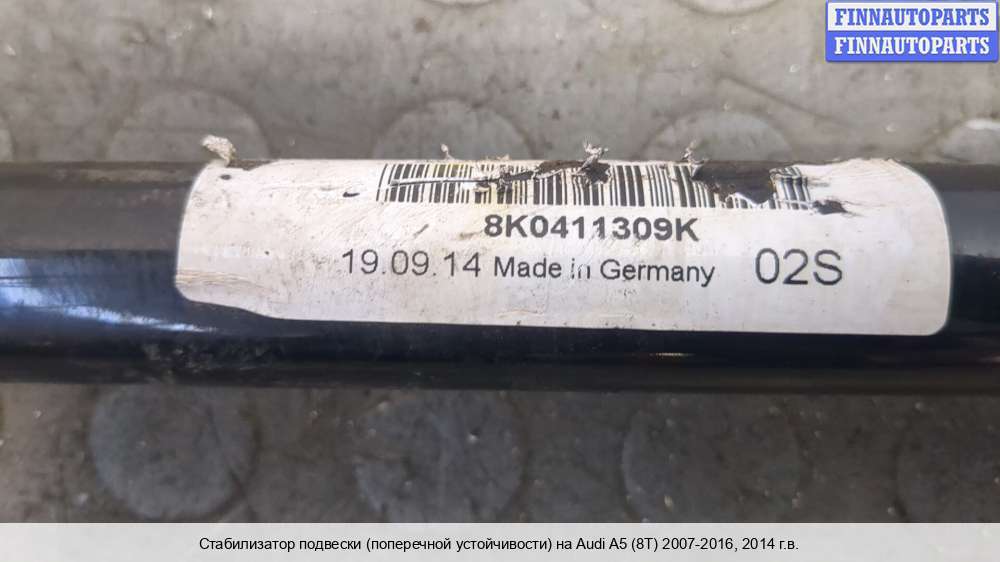 FINNAUTOPARTS
FINNAUTOPARTS
8K0411309K
19.09.14 Made in Germany 02S
Стабилизатор подвески (поперечной устойчивости) на Audi A5 (8T) 2007-2016, 2014 г.в.